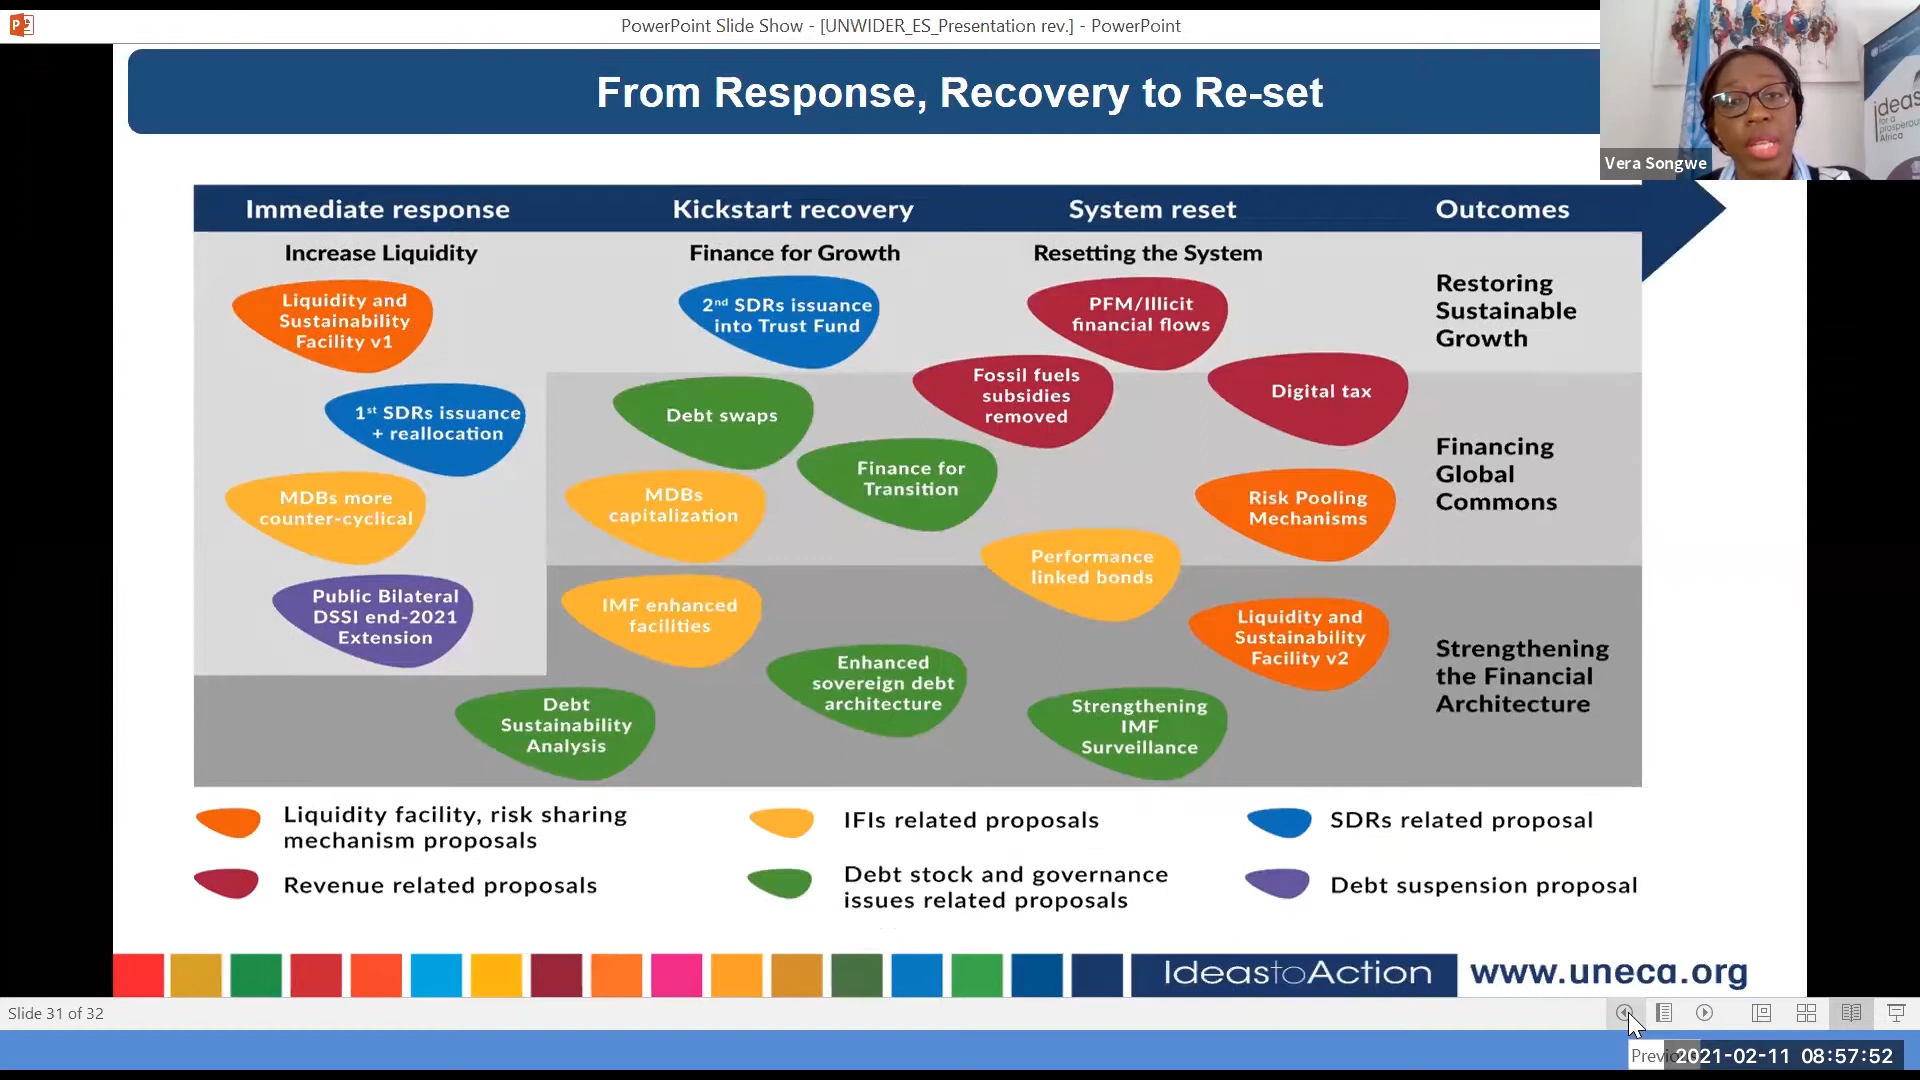 PowerPoint Slide Show - [UNWIDER_ES_Presentation rev.] - PowerPoint
From Response, Recovery to Re-set
ideas
for a
prosperous
Africa
Vera Songwe
Immediate response
Kickstart recovery
System reset
Outcomes
Increase Liquidity
Finance for Growth
Resetting the System
Liquidity and
Sustainability
Facility v1
2nd SDRs issuance
into Trust Fund
PFM/Illicit
financial flows
Restoring
Sustainable
Growth
1st SDRs issuance
+ reallocation
Debt swaps
Fossil fuels
subsidies
removed
Digital tax
Finance for
Transition
Financing
Global
Commons
MDBs more
counter-cyclical
MDBs
capitalization
Risk Pooling
Mechanisms
Performance
linked bonds
Public Bilateral
DSSI end-2021
Extension
IMF enhanced
facilities
Liquidity and
Sustainability
Facility v2
Enhanced
sovereign debt
architecture
Strengthening
the Financial
Architecture
Debt
Sustainability
Analysis
Strengthening
IMF
Surveillance
Liquidity facility, risk sharing
mechanism proposals
IFIs related proposals
SDRs related proposal
Revenue related proposals
Debt stock and governance
issues related proposals
Debt suspension proposal
IdeastoAction
www.uneca.org
Slide 31 of 32
2021-02-11 08:57:52